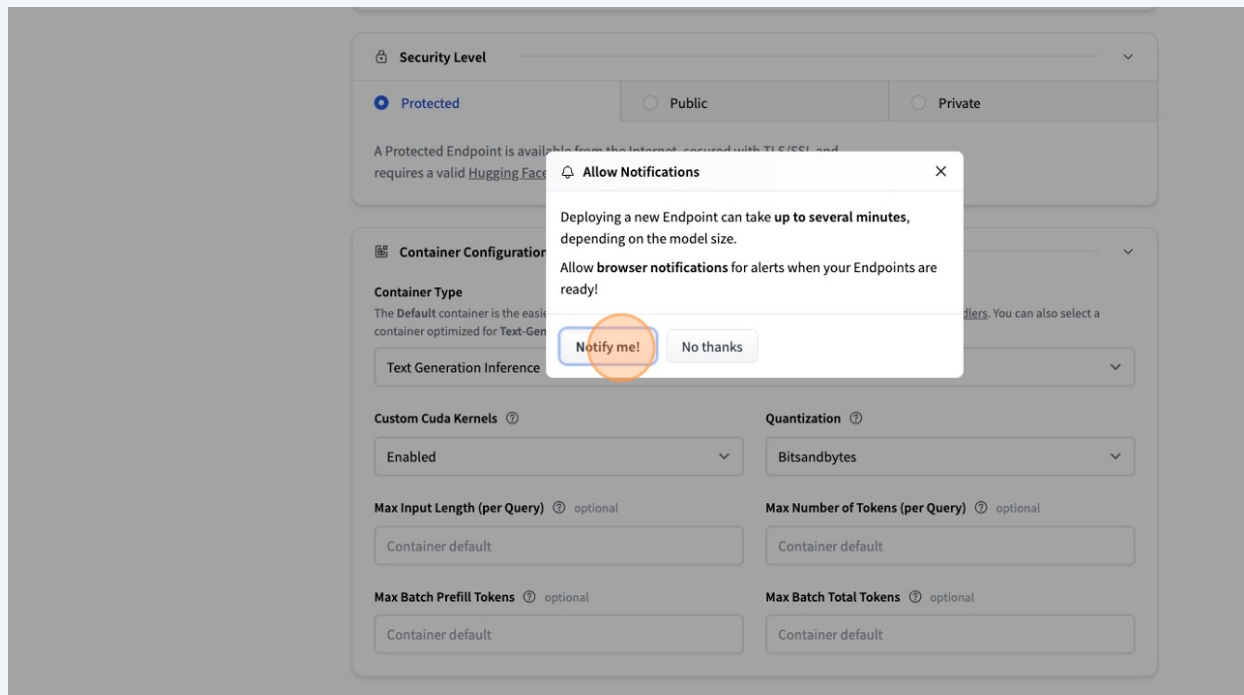 Security Level
Protected
Public
Private
A Protected Endpoint is available from the Internet, secured with TLS/SSL and
requires a valid Hugging Face
Allow Notifications
Deploying a new Endpoint can take up to several minutes,
depending on the model size.
Allow browser notifications for alerts when your Endpoints are
ready!
Notify me!
No thanks
Container Configuration
Container Type
The Default container is the easie
dlers. You can also select a
container optimized for Text-Gen
Text Generation Inference
Custom Cuda Kernels
Quantization
Enabled
Bitsandbytes
Max Input Length (per Query) optional
Max Number of Tokens (per Query) optional
Container default
Container default
Max Batch Prefill Tokens optional
Max Batch Total Tokens optional
Container default
Container default